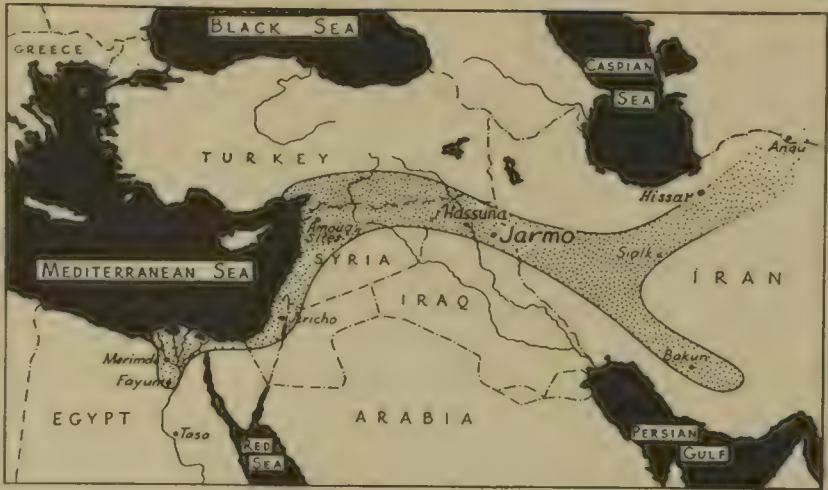 BLACK SEA
GREECE
CASPIAN
SEA
Anau
TURKEY
Hissar
Hassuna
Jarmo
Amouq
Sites
SYRIA
Sialk
MEDITERRANEAN SEA
IRAN
IRAQ
Jericho
Merimde
Bakun
Fayum
EGYPT
ARABIA
Tasa
PERSIAN
GULF
RED
SEA